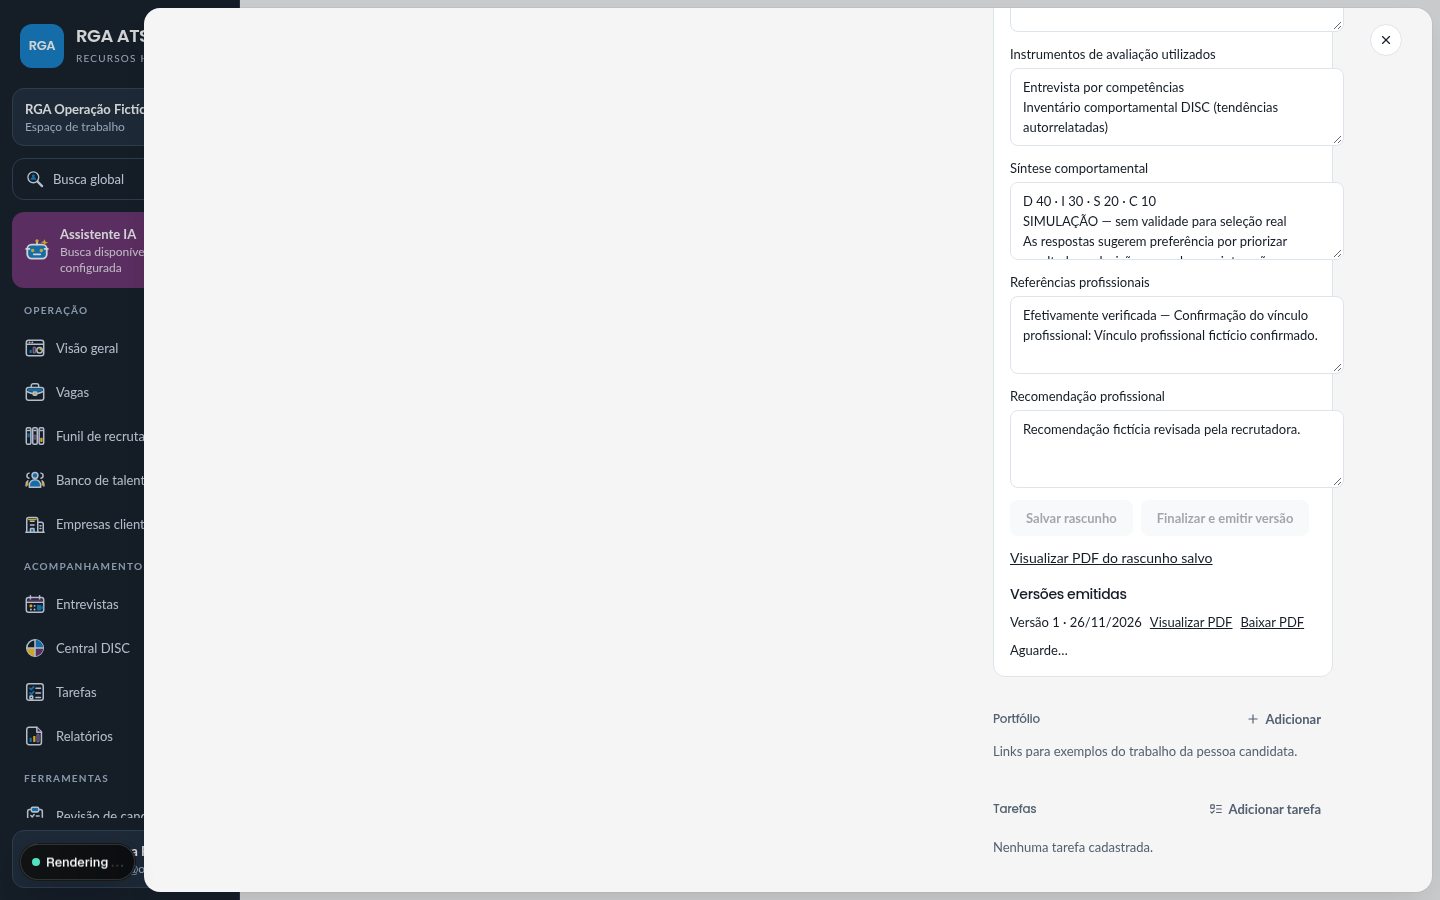 RGA
RGA ATS
RECURSOS
RGA Operação
Espaço de trabalho
Busca global
Assistente IA
Busca
configurada
OPERAÇÃO
Visão geral
Vagas
Funil de
Banco de
Empresas
ACOMPANHAMENTO
Entrevistas
Central DISC
Tarefas
Relatórios
FERRAMENTAS
Revisão de
Rendering ...
Instrumentos de avaliação utilizados
Entrevista por competências
Inventário comportamental DISC (tendências
autorrelatadas)
Síntese comportamental
D 40 · I 30 · S 20 · C 10
SIMULAÇÃO — sem validade para seleção real
As respostas sugerem preferência por priorizar
Referências profissionais
Efetivamente verificada — Confirmação do vínculo
profissional: Vínculo profissional fictício confirmado.
Recomendação profissional
Recomendação fictícia revisada pela recrutadora.
Salvar rascunho Finalizar e emitir versão
Visualizar PDF do rascunho salvo
Versões emitidas
Versão 1 · 26/11/2026 Visualizar PDF Baixar PDF
Aguarde...
Portfólio + Adicionar
Links para exemplos do trabalho da pessoa candidata.
Tarefas Adicionar tarefa
Nenhuma tarefa cadastrada.